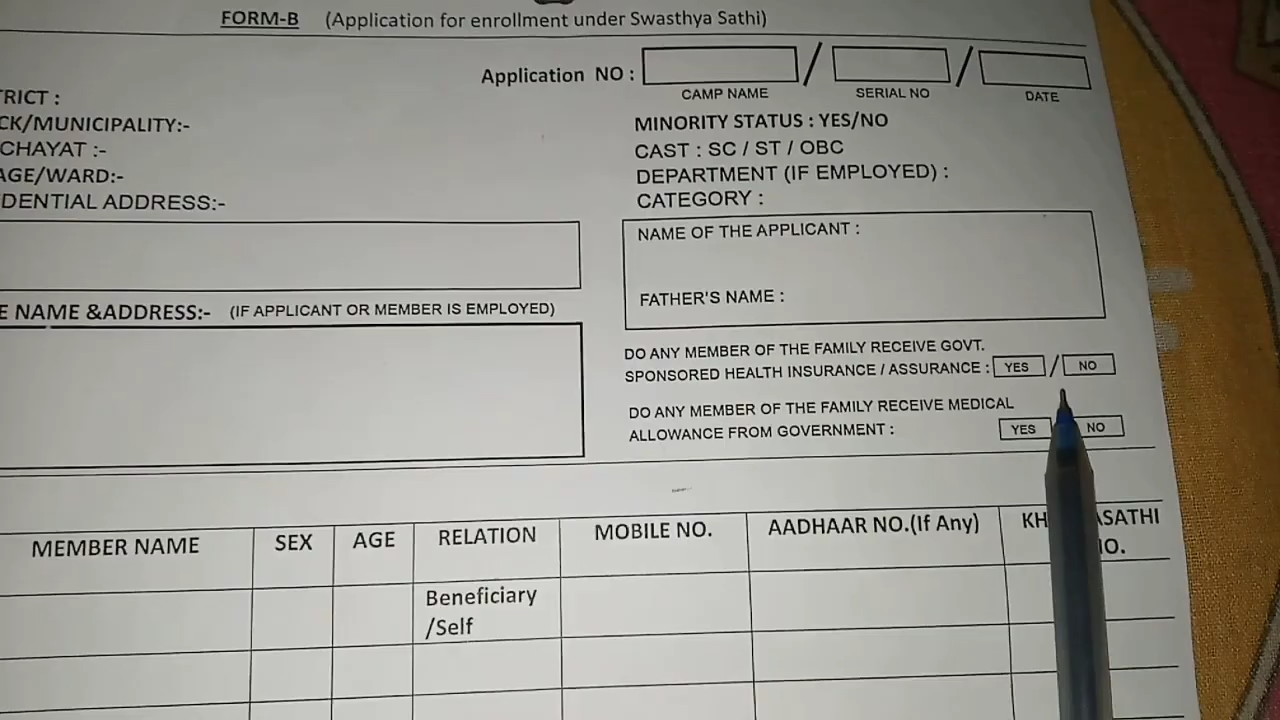 FORM-B (Application for enrollment under Swasthya Sathi)
Application NO : / /
CAMP NAME SERIAL NO DATE
TRICT :
CK/MUNICIPALITY:-
CHAYAT :-
AGE/WARD:-
DENTIAL ADDRESS:-
MINORITY STATUS : YES/NO
CAST : SC / ST / OBC
DEPARTMENT (IF EMPLOYED) :
CATEGORY :
NAME OF THE APPLICANT :
FATHER'S NAME :
E NAME &ADDRESS:- (IF APPLICANT OR MEMBER IS EMPLOYED)
DO ANY MEMBER OF THE FAMILY RECEIVE GOVT.
SPONSORED HEALTH INSURANCE / ASSURANCE : YES / NO
DO ANY MEMBER OF THE FAMILY RECEIVE MEDICAL
ALLOWANCE FROM GOVERNMENT : YES NO
MEMBER NAME SEX AGE RELATION MOBILE NO. AADHAAR NO.(If Any)
Beneficiary
/Self